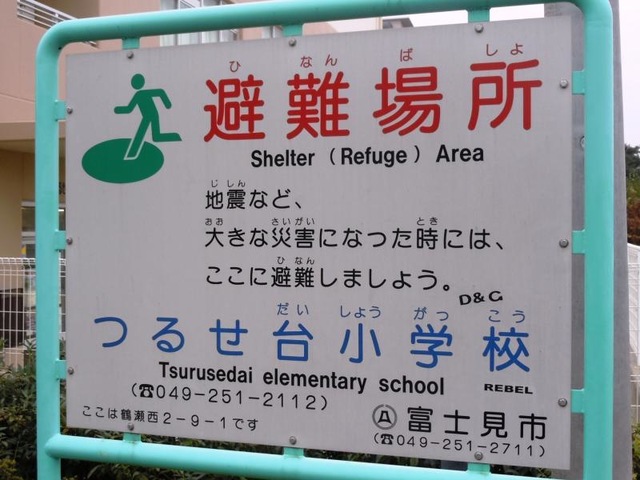 ひ なん ば しよ
避難場所
Shelter (Refuge) Area
じ しん
地震など、
おお さいがい とき
大きな災害になった時には、
ひ なん
ここに避難しましょう。
D&G
だい しよう がっ こう
つるせ台小学校
Tsurusedai elementary school
REBEL
(☎049-251-2112)
富士見市
ここは鶴瀬西2-9-1です
(☎049-251-2711)